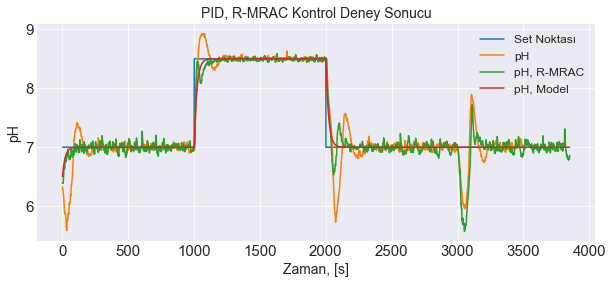 PID, R-MRAC Kontrol Deney Sonucu
Set Noktası
pH
pH, R-MRAC
pH, Model
9
8
7
6
pH
0 500 1000 1500 2000 2500 3000 3500 4000
Zaman, [s]